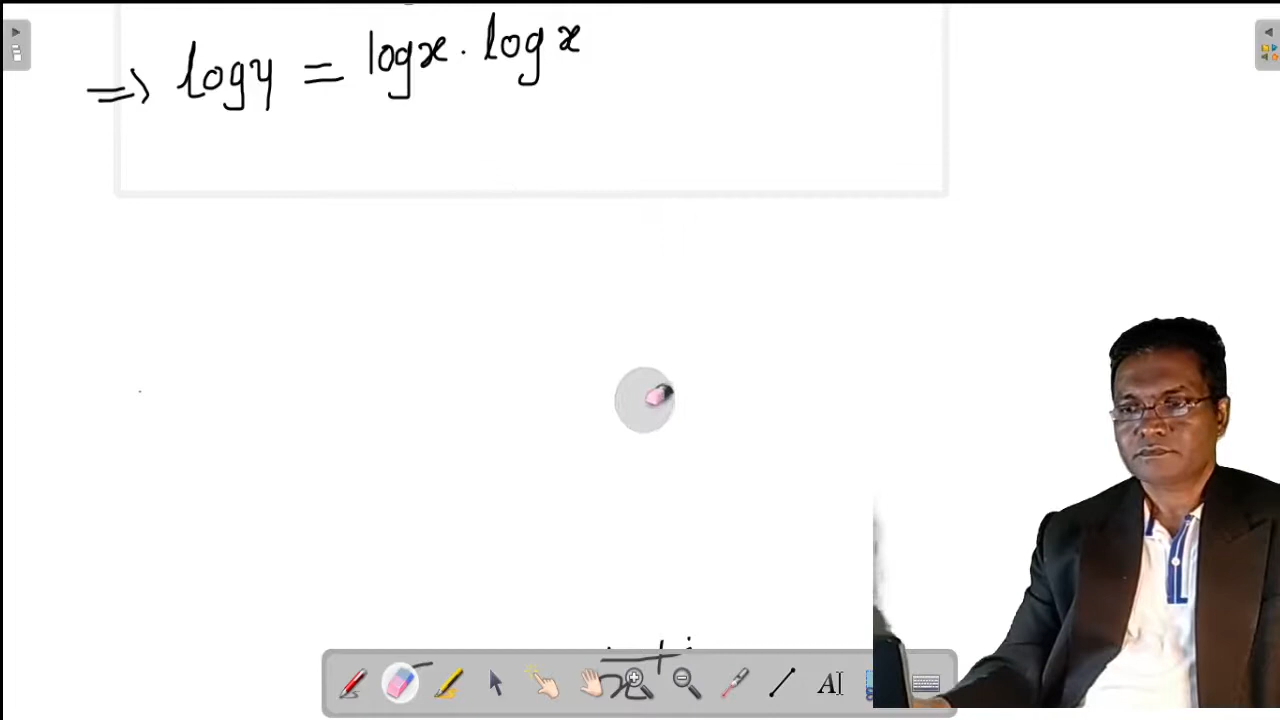 => log y = log x . log x